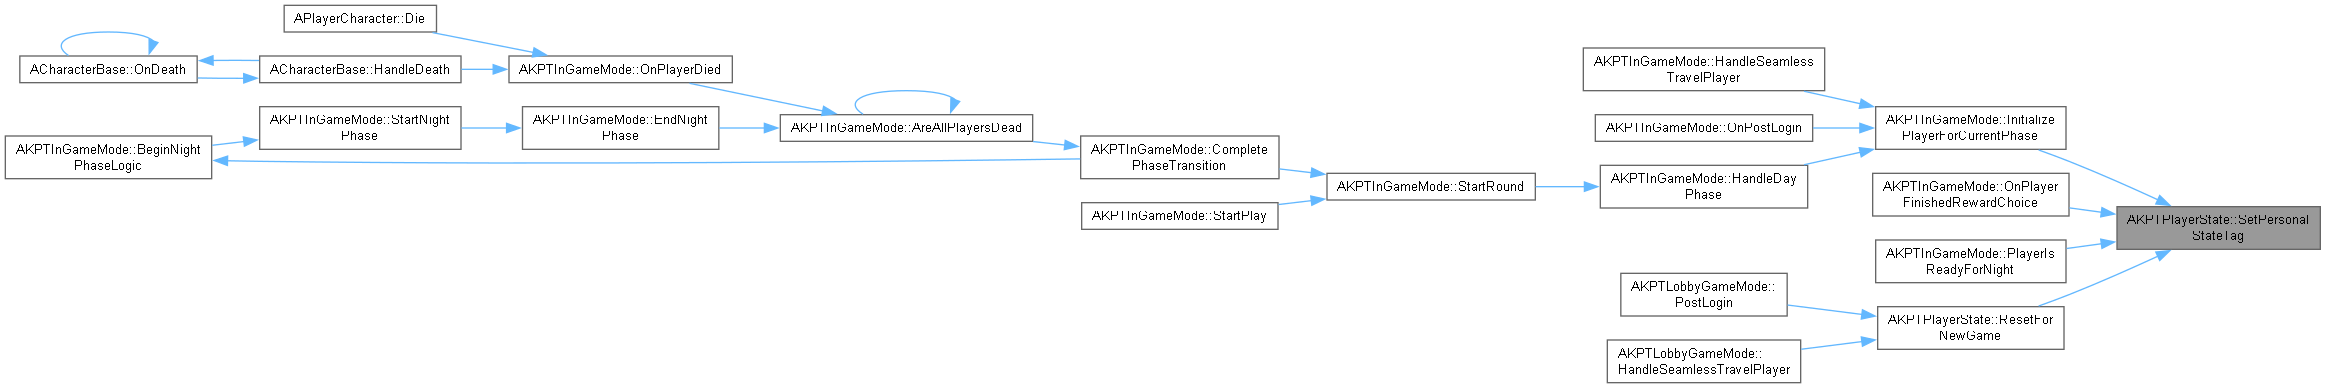 APlayerCharacter::Die
ACharacterBase::OnDeath
ACharacterBase::HandleDeath
AKPTInGameMode::OnPlayerDied
AKPTInGameMode::StartNight
Phase
AKPTInGameMode::EndNight
Phase
AKPTInGameMode::AreAllPlayersDead
AKPTInGameMode::BeginNight
PhaseLogic
AKPTInGameMode::Complete
PhaseTransition
AKPTInGameMode::StartRound
AKPTInGameMode::StartPlay
AKPTInGameMode::HandleSeamless
TravelPlayer
AKPTInGameMode::OnPostLogin
AKPTInGameMode::HandleDay
Phase
AKPTInGameMode::Initialize
PlayerForCurrentPhase
AKPTInGameMode::OnPlayer
FinishedRewardChoice
AKPTInGameMode::PlayerIs
ReadyForNight
AKPTPlayerState::SetPersonal
StateTag
AKPTLobbyGameMode::
PostLogin
AKPTPlayerState::ResetFor
NewGame
AKPTLobbyGameMode::
HandleSeamlessTravelPlayer